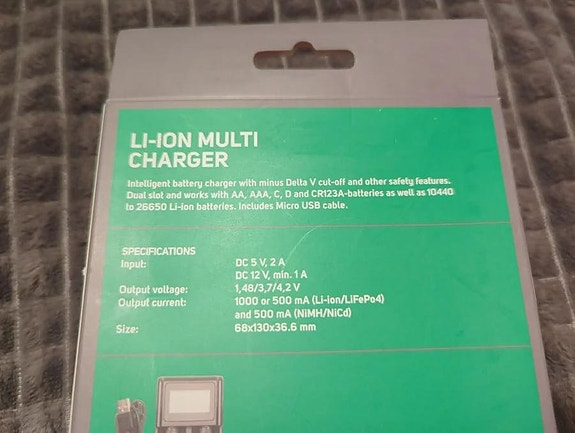 LI-ION MULTI
CHARGER
Intelligent battery charger with minus Delta V cut-off and other safety features.
Dual slot and works with AA, AAA, C, D and CR123A-batteries as well as 10440
to 26650 Li-ion batteries. Includes Micro USB cable.
SPECIFICATIONS
Input: DC 5 V, 2 A
DC 12 V, min. 1 A
Output voltage: 1,48/3,7/4,2 V
Output current: 1000 or 500 mA (Li-ion/LiFePo4)
and 500 mA (NiMH/NiCd)
Size: 68x130x36.6 mm